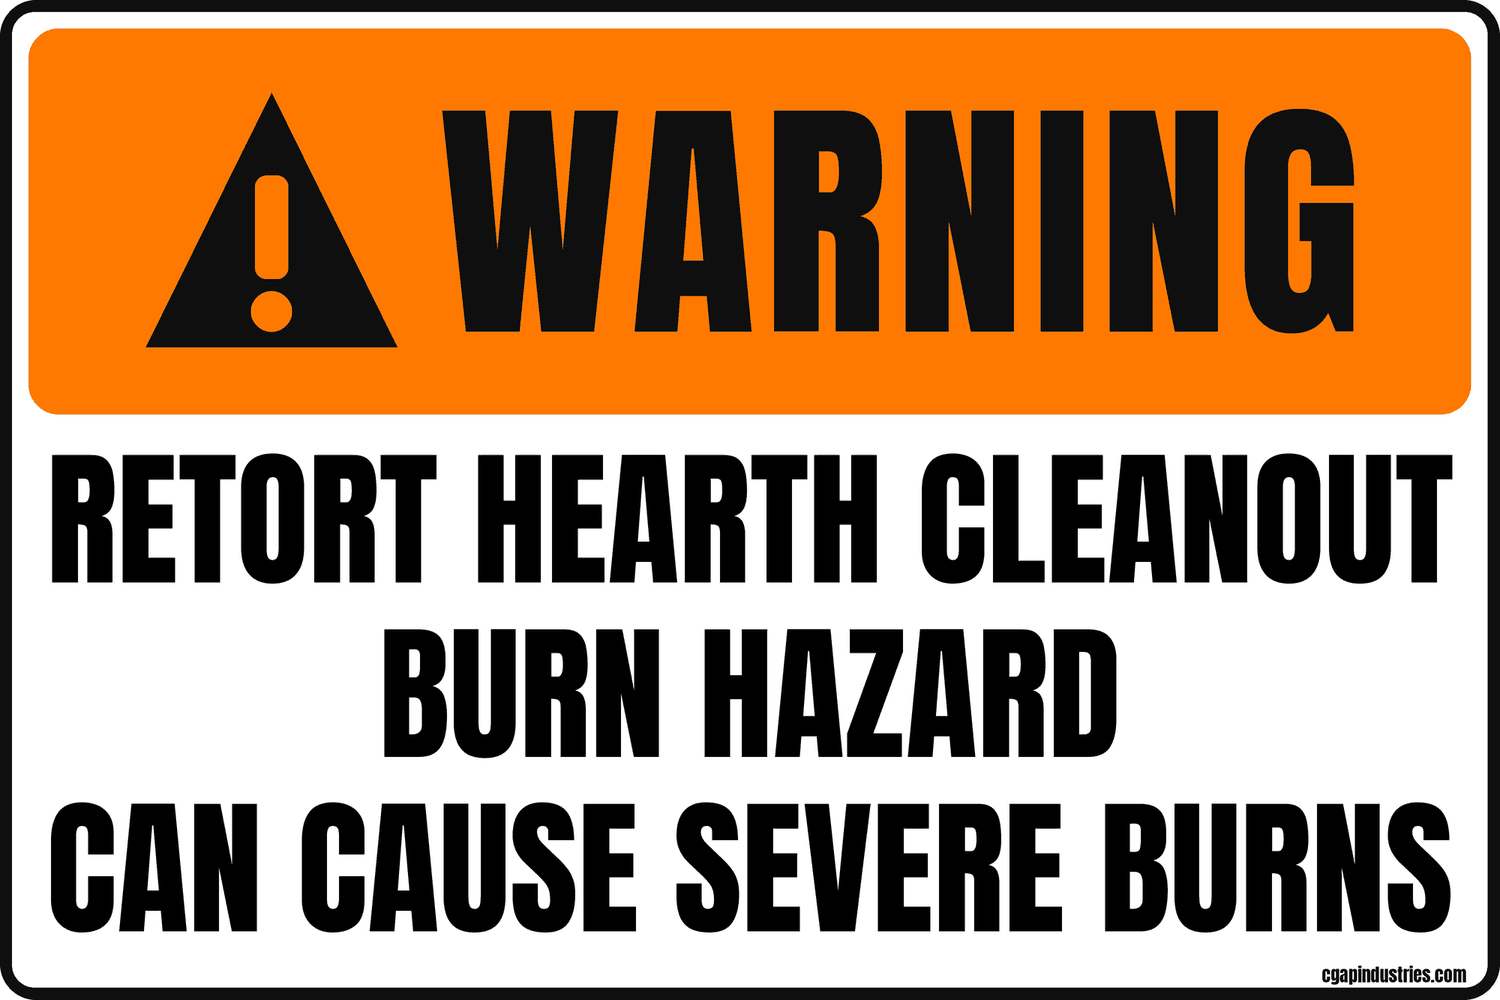 WARNING
RETORT HEARTH CLEANOUT
BURN HAZARD
CAN CAUSE SEVERE BURNS
cgapindustries.com